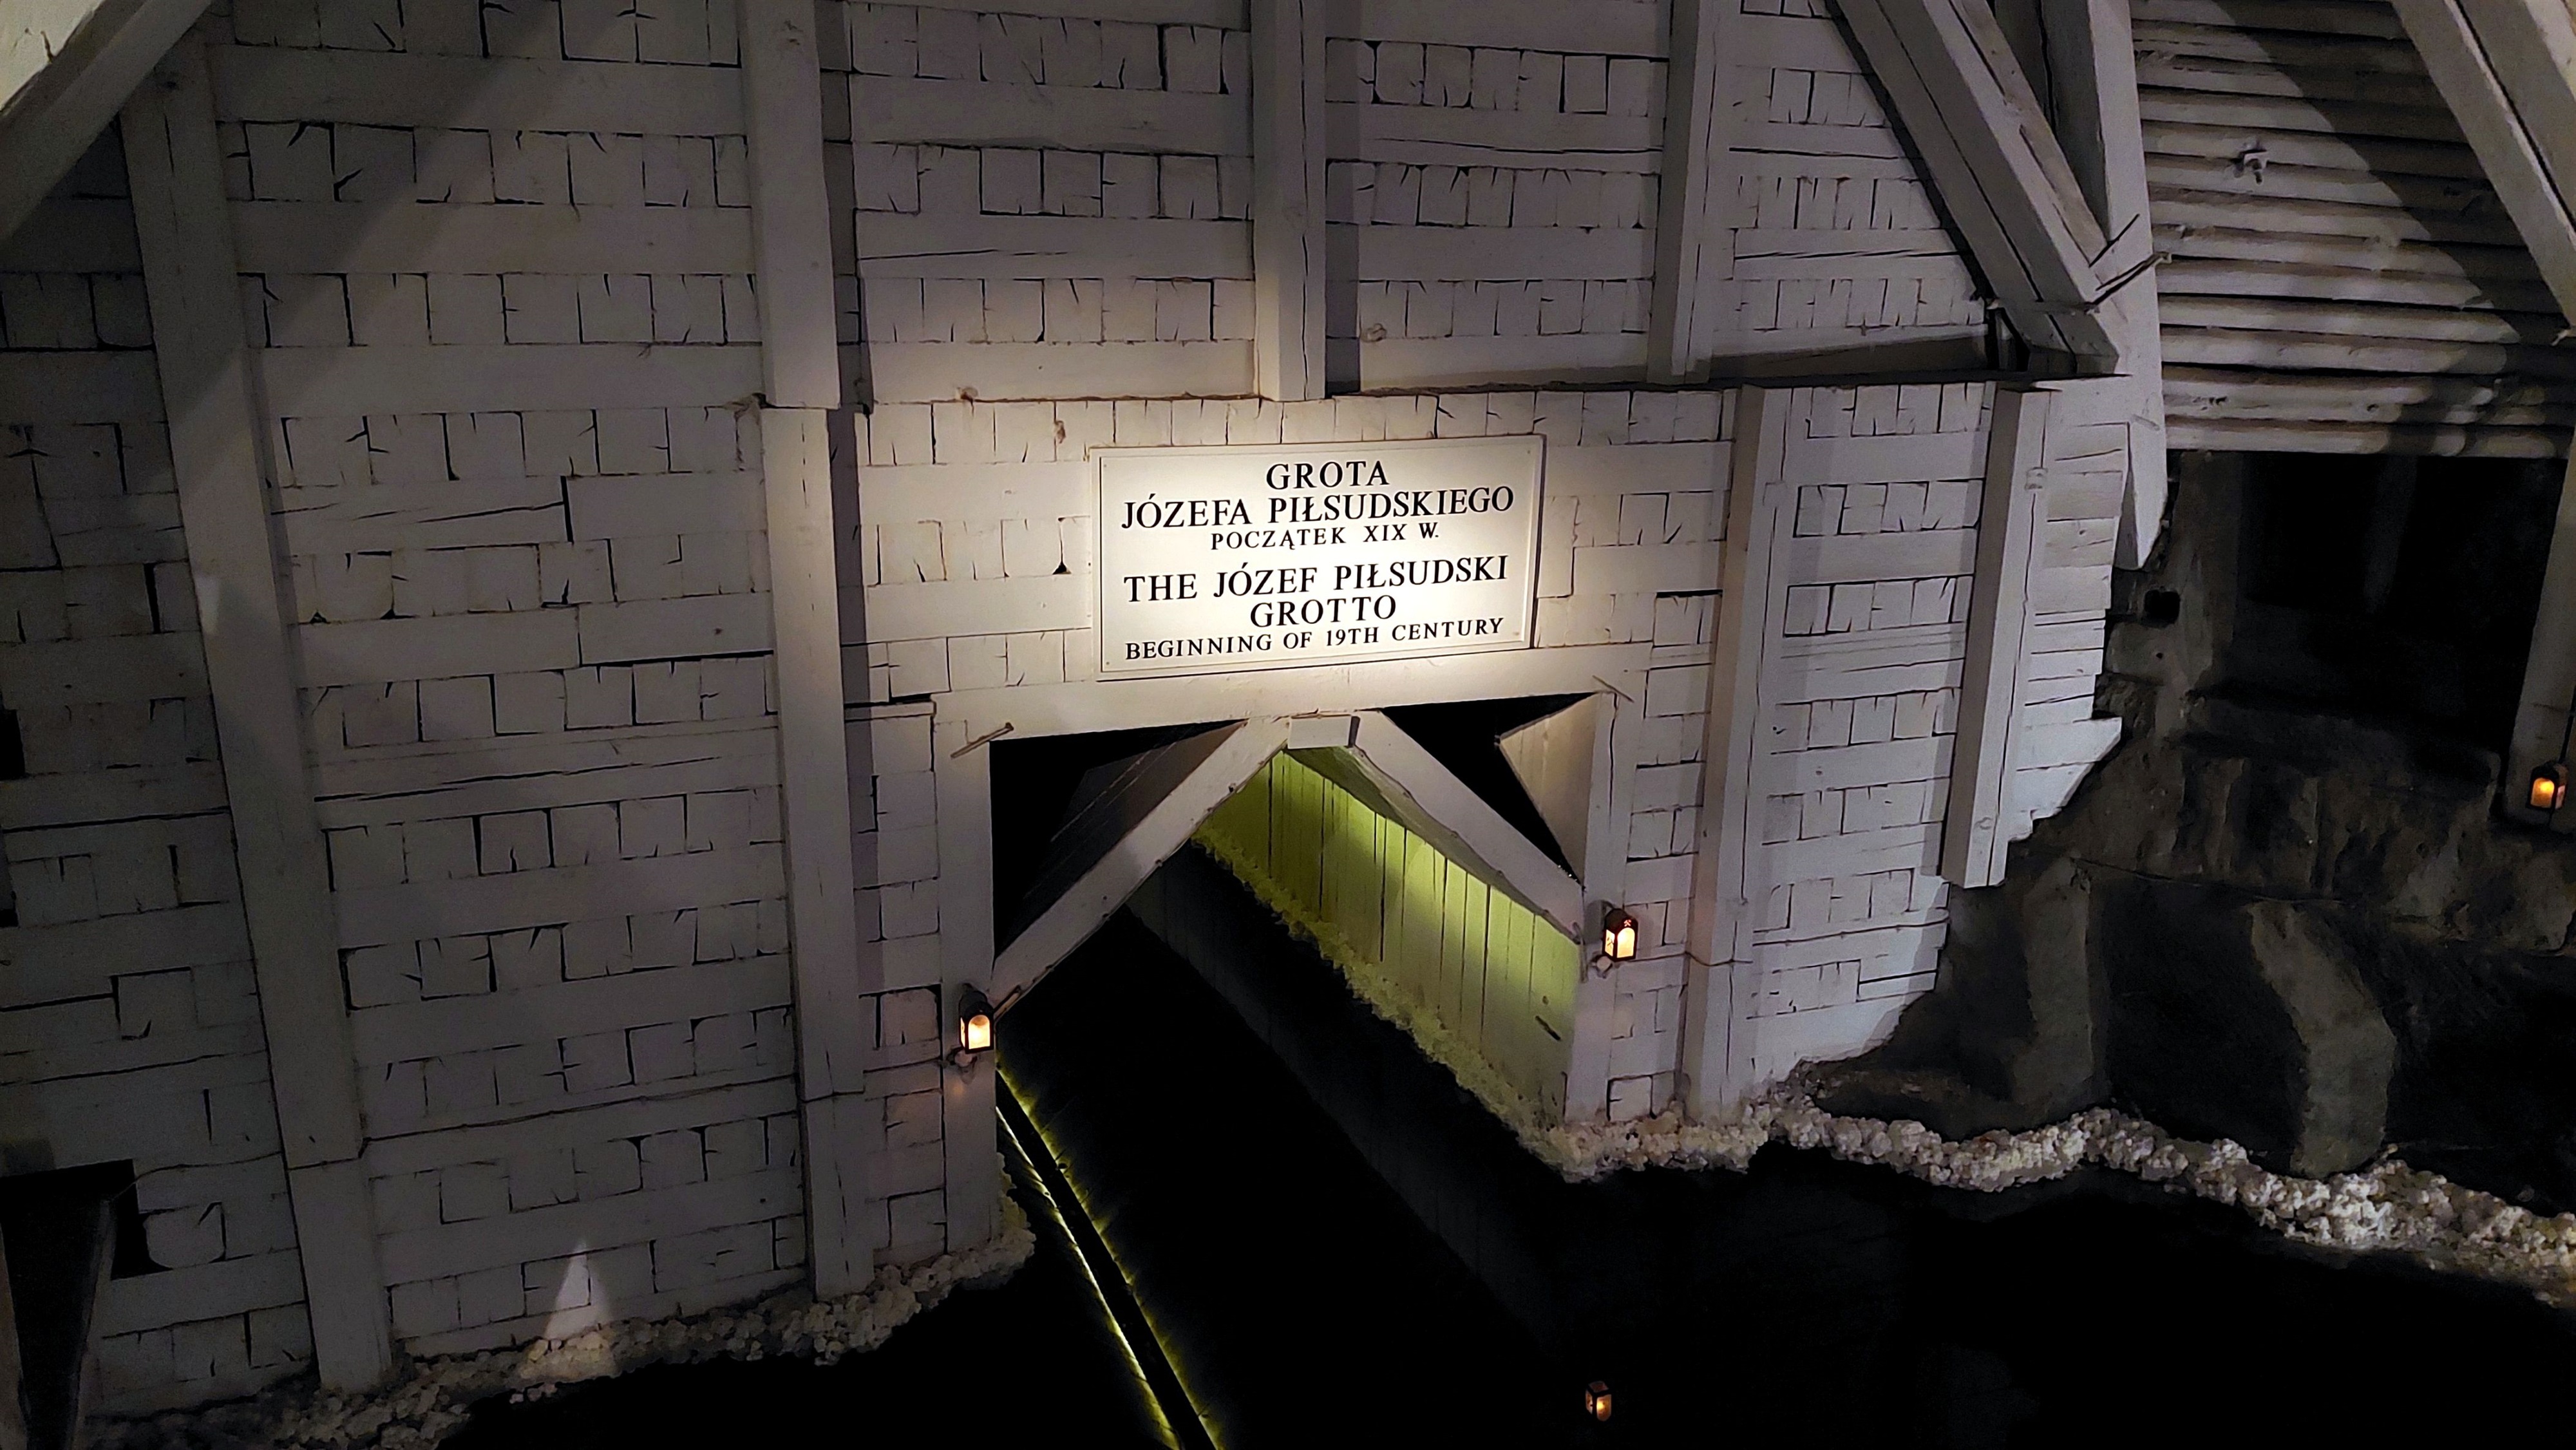 GROTA
JÓZEFA PIŁSUDSKIEGO
POCZĄTEK XIX W.
THE JÓZEF PIŁSUDSKI
GROTTO
BEGINNING OF 19TH CENTURY